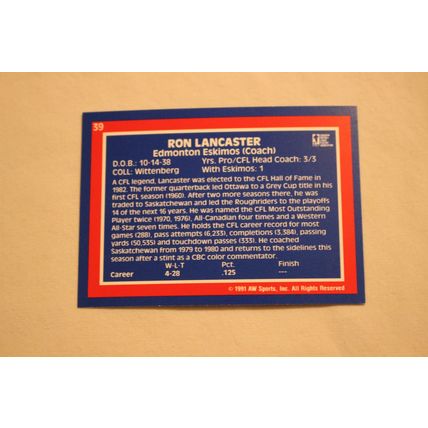 39
RON LANCASTER
Edmonton Eskimos (Coach)
D.O.B.: 10-14-38 Yrs. Pro/CFL Head Coach: 3/3
COLL: Wittenberg With Eskimos: 1
A CFL legend, Lancaster was elected to the CFL Hall of Fame in
1982. The former quarterback led Ottawa to a Grey Cup title in his
first CFL season (1960). After two more seasons there, he was
traded to Saskatchewan and led the Roughriders to the playoffs
14 of the next 16 years. He was named the CFL Most Outstanding
Player twice (1970, 1976), All-Canadian four times and a Western
All-Star seven times. He holds the CFL career record for most
games (288), pass attempts (6,233), completions (3,384), passing
yards (50,535) and touchdown passes (333). He coached
Saskatchewan from 1979 to 1980 and returns to the sidelines this
season after a stint as a CBC color commentator.
W-L-T Pct. Finish
Career 4-28 .125 ---
© 1991 AW Sports, Inc. All Rights Reserved